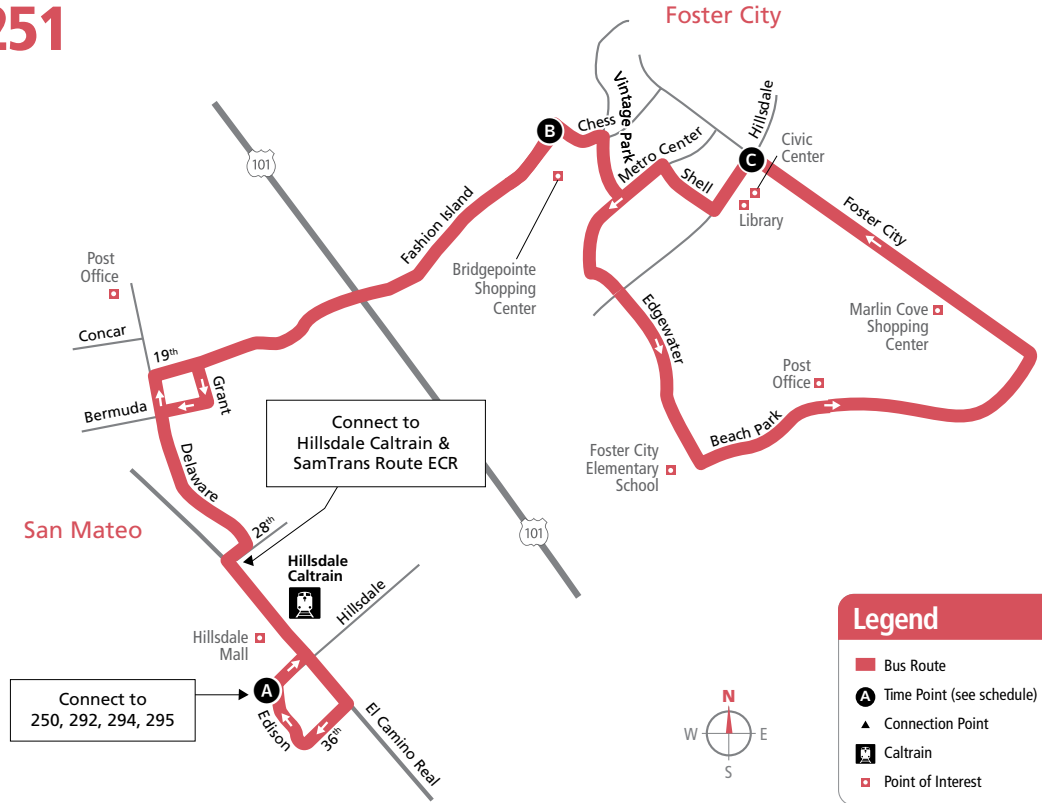 251
Foster City
Vintage Park
Chess
B
Hillsdale
Metro Center
C
Civic
Center
Shell
Library
101
Fashion Island
Foster City
Bridgepointe
Shopping
Center
Post
Office
Edgewater
Marlin Cove
Shopping
Center
Concar
19th
Grant
Post
Office
Bermuda
Beach Park
Connect to
Hillsdale Caltrain &
SamTrans Route ECR
Delaware
Foster City
Elementary
School
San Mateo
28th
101
Hillsdale
Caltrain
Hillsdale
Hillsdale
Mall
A
Connect to
250, 292, 294, 295
Edison
36th
El Camino Real
N
W
E
S
Legend
Bus Route
A Time Point (see schedule)
Connection Point
Caltrain
Point of Interest